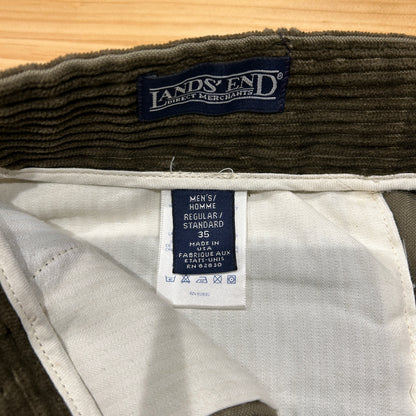 LANDS' END®
DIRECT MERCHANTS
MEN'S/
HOMME
REGULAR/
STANDARD
35
MADE IN
USA
FABRIQUE AUX
ETATS-UNIS
RN 62830